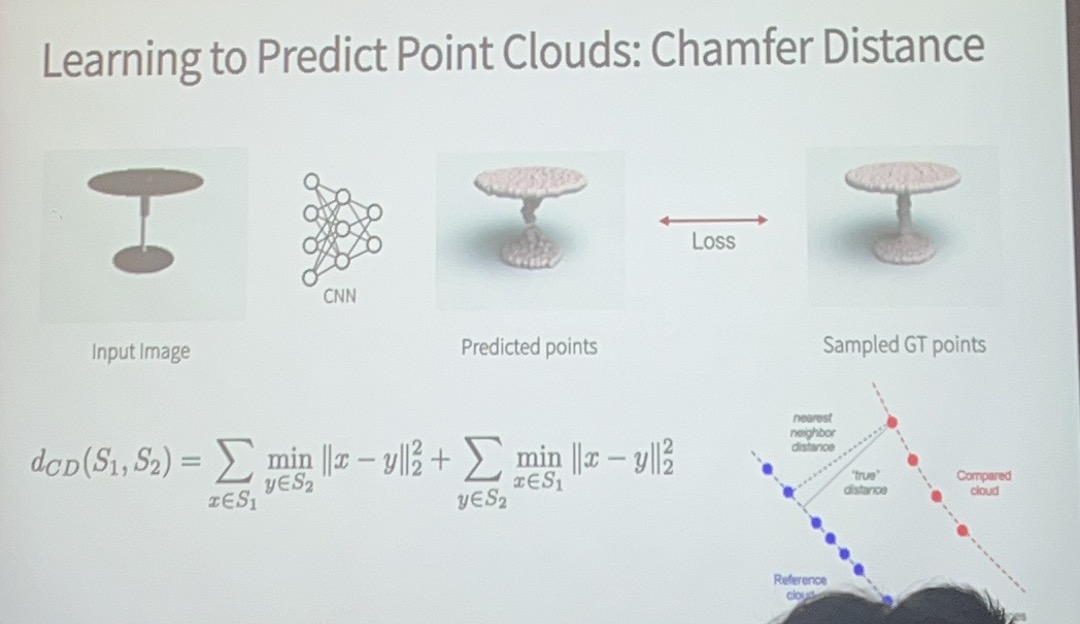 Learning to Predict Point Clouds: Chamfer Distance
CNN
Loss
Input Image
Predicted points
Sampled GT points
d_{CD}(S_1, S_2) = \sum_{x \in S_1} \min_{y \in S_2} \|x - y\|_2^2 + \sum_{y \in S_2} \min_{x \in S_1} \|x - y\|_2^2
nearest
neighbor
distance
"true"
distance
Compared
cloud
Reference
cloud